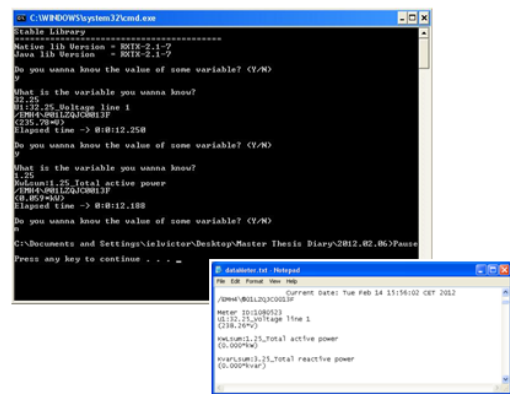 C:\WINDOWS\system32\cmd.exe
Stable Library
=========================================
Native lib Version = RXTX-2.1-7
Java lib Version   = RXTX-2.1-7
Do you wanna know the value of some variable? (Y/N)
y
What is the variable you wanna know?
32.25
U1:32.25_Voltage line 1
/EMH4\@01LZQJC0013F
(235.78*V)
Elapsed time -> 0:0:12.250
Do you wanna know the value of some variable? (Y/N)
y
What is the variable you wanna know?
1.25
KwLsum:1.25_Total active power
/EMH4\@01LZQJC0013F
(0.059*kW)
Elapsed time -> 0:0:12.188
Do you wanna know the value of some variable? (Y/N)
n
C:\Documents and Settings\ielvictor\Desktop\Master Thesis Diary\2012.02.06>Pause
Press any key to continue . . . _
dataMeter.txt - Notepad
File Edit Format View Help
Current Date: Tue Feb 14 15:56:02 CET 2012
/EMH4\@01LZQJC0013F
Meter ID:1080523
U1:32.25_Voltage line 1
(238.26*V)
KwLsum:1.25_Total active power
(0.000*kW)
KvarLsum:3.25_Total reactive power
(0.000*kvar)